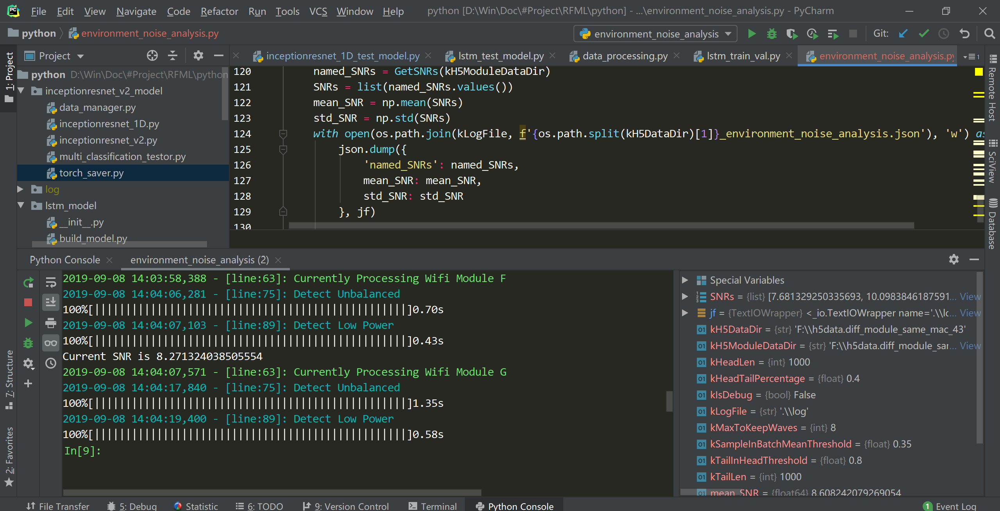 PC File Edit View Navigate Code Refactor Run Tools VCS Window Help python [D:\Win\Doc\#Project\RFML\python] - ...\environment_noise_analysis.py - PyCharm
python environment_noise_analysis.py environment_noise_analysis Git:
1: Project
Project
inceptionresnet_1D_test_model.py lstm_test_model.py data_processing.py lstm_train_val.py environment_noise_analysis.py 1
python D:\Win\Doc\#Project\RFML\python
inceptionresnet_v2_model
data_manager.py
inceptionresnet_1D.py
inceptionresnet_v2.py
multi_classification_testor.py
torch_saver.py
log
lstm_model
__init__.py
build_model.py
120 named_SNRs = GetSNRs(kH5ModuleDataDir)
121 SNRs = list(named_SNRs.values())
122 mean_SNR = np.mean(SNRs)
123 std_SNR = np.std(SNRs)
124 with open(os.path.join(kLogFile, f'{os.path.split(kH5DataDir)[1]}_environment_noise_analysis.json'), 'w') as
125 json.dump({
126 'named_SNRs': named_SNRs,
127 mean_SNR: mean_SNR,
128 std_SNR: std_SNR
129 }, jf)
130
Remote Host
SciView
Database
Python Console environment_noise_analysis (2)
2019-09-08 14:03:58,388 - [line:63]: Currently Processing Wifi Module F
2019-09-08 14:04:06,281 - [line:75]: Detect Unbalanced
100%[||||||||||||||||||||||||||||||||||||||||||||||||||]0.70s
2019-09-08 14:04:07,103 - [line:89]: Detect Low Power
100%[||||||||||||||||||||||||||||||||||||||||||||||||||]0.43s
Current SNR is 8.271324038505554
2019-09-08 14:04:07,571 - [line:63]: Currently Processing Wifi Module G
2019-09-08 14:04:17,840 - [line:75]: Detect Unbalanced
100%[||||||||||||||||||||||||||||||||||||||||||||||||||]1.35s
2019-09-08 14:04:19,400 - [line:89]: Detect Low Power
100%[||||||||||||||||||||||||||||||||||||||||||||||||||]0.58s
In[9]:
Special Variables
SNRs = {list} [7.681329250335693, 10.0983846187591... View
jf = {TextIOWrapper} <_io.TextIOWrapper name='.\\lo... View
kH5DataDir = {str} 'F:\\h5data.diff_module_same_mac_43'
kH5ModuleDataDir = {str} 'F:\\h5data.diff_module_sar... View
kHeadLen = {int} 1000
kHeadTailPercentage = {float} 0.4
kIsDebug = {bool} False
kLogFile = {str} '.\\log'
kMaxToKeepWaves = {int} 8
kSampleInBatchMeanThreshold = {float} 0.35
kTailInHeadThreshold = {float} 0.8
kTailLen = {int} 1000
mean_SNR = {float64} 8.608242079269054
7: Structure
2: Favorites
File Transfer 5: Debug Statistic 6: TODO 9: Version Control Terminal Python Console 1 Event Log